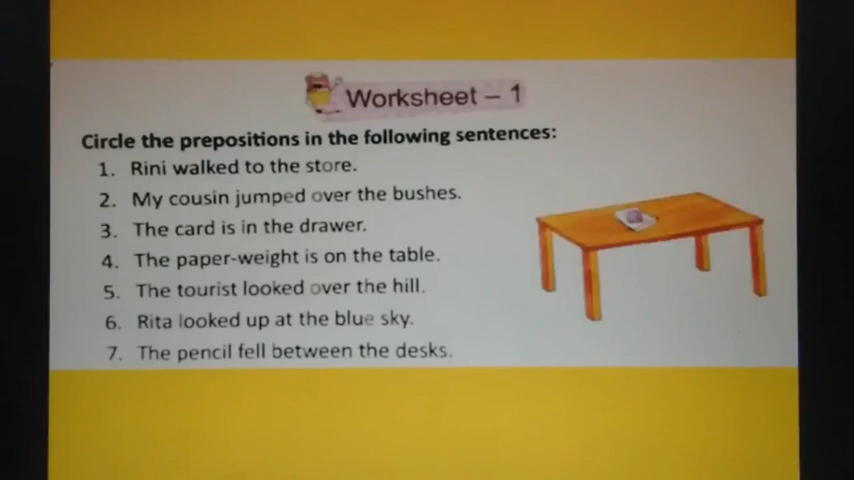 Worksheet – 1
Circle the prepositions in the following sentences:
1. Rini walked to the store.
2. My cousin jumped over the bushes.
3. The card is in the drawer.
4. The paper-weight is on the table.
5. The tourist looked over the hill.
6. Rita looked up at the blue sky.
7. The pencil fell between the desks.